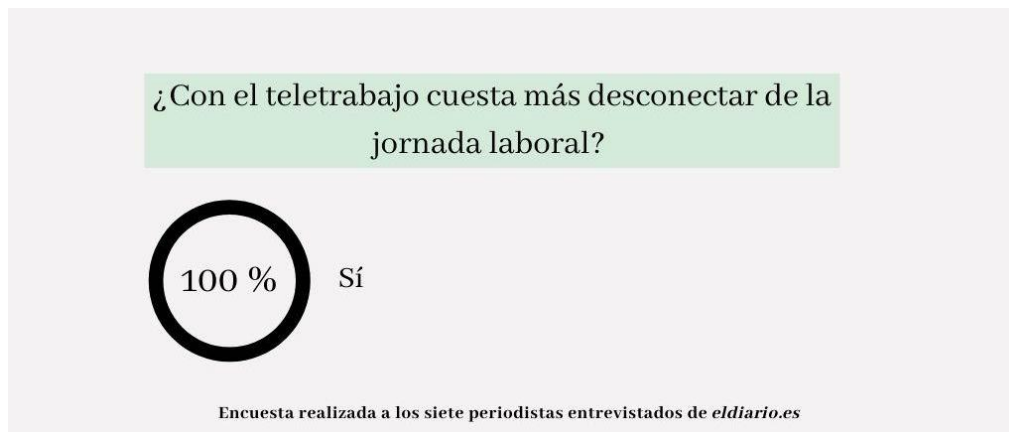 ¿Con el teletrabajo cuesta más desconectar de la
jornada laboral?
100 %
Sí
Encuesta realizada a los siete periodistas entrevistados de eldiario.es